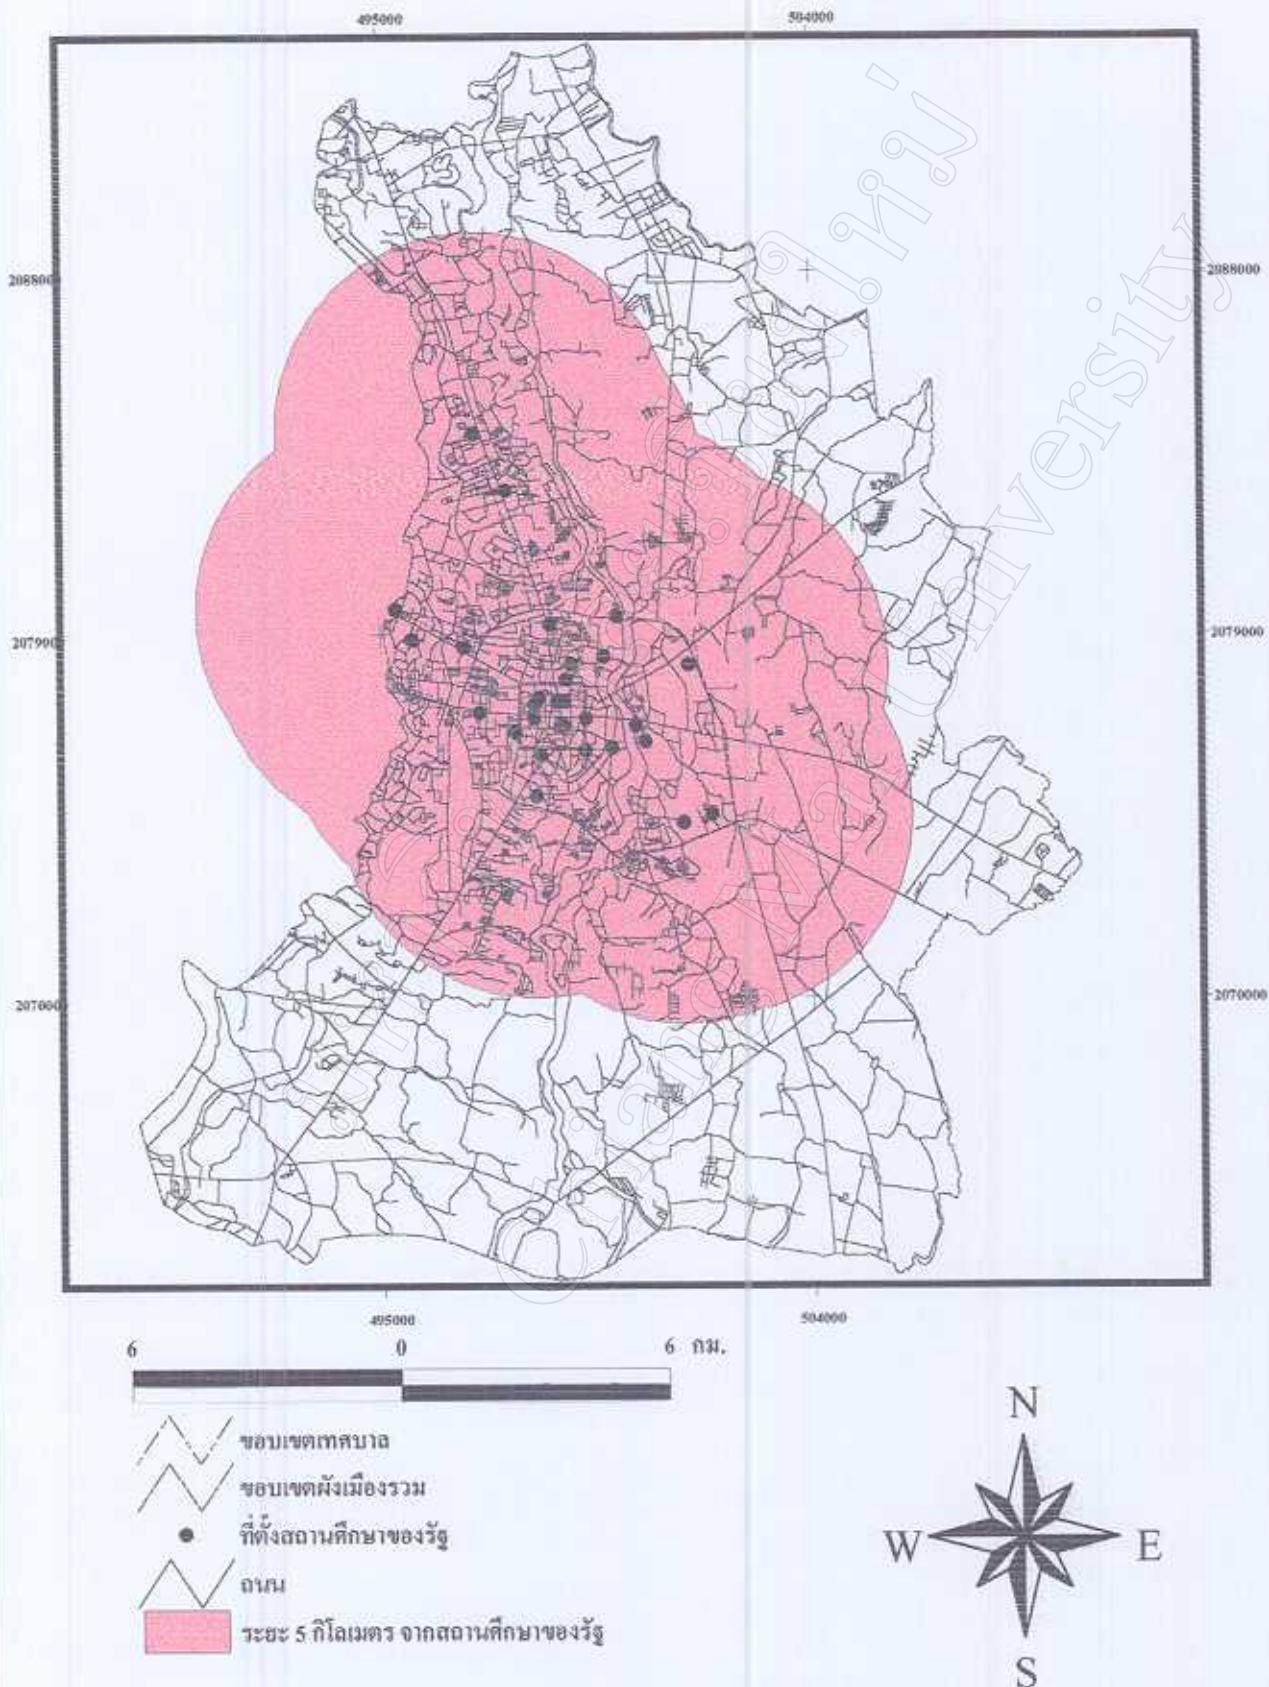 495000 504000
2088000 2088000
2079000 2079000
2070000 2070000
495000 504000
6 0 6 กม.
ขอบเขตเทศบาล
ขอบเขตผังเมืองรวม
ที่ตั้งสถานศึกษาของรัฐ
ถนน
ระยะ 5 กิโลเมตร จากสถานศึกษาของรัฐ
N
W E
S